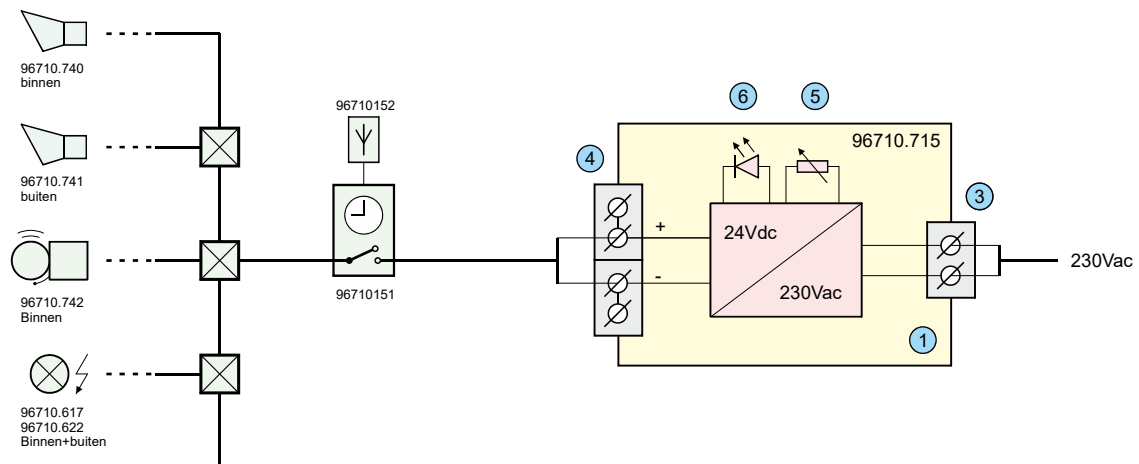 96710.740
binnen
96710.741
buiten
96710.742
Binnen
96710.617
96710.622
Binnen+buiten
96710152
96710151
6
5
96710.715
4
3
+
24Vdc
-
230Vac
230Vac
1